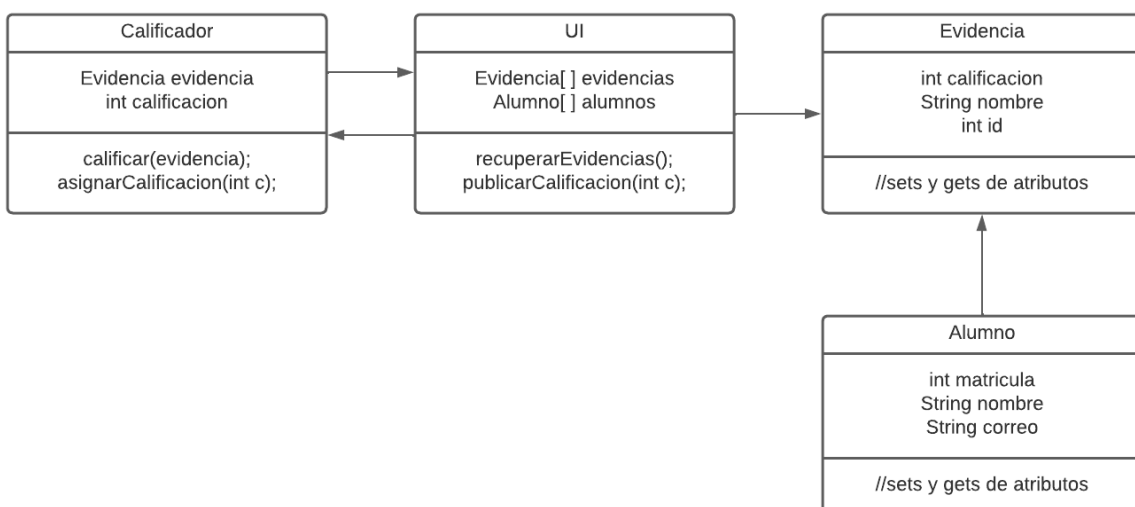 Calificador
Evidencia evidencia
int calificacion
calificar(evidencia);
asignarCalificacion(int c);
UI
Evidencia[ ] evidencias
Alumno[ ] alumnos
recuperarEvidencias();
publicarCalificacion(int c);
Evidencia
int calificacion
String nombre
int id
//sets y gets de atributos
Alumno
int matricula
String nombre
String correo
//sets y gets de atributos